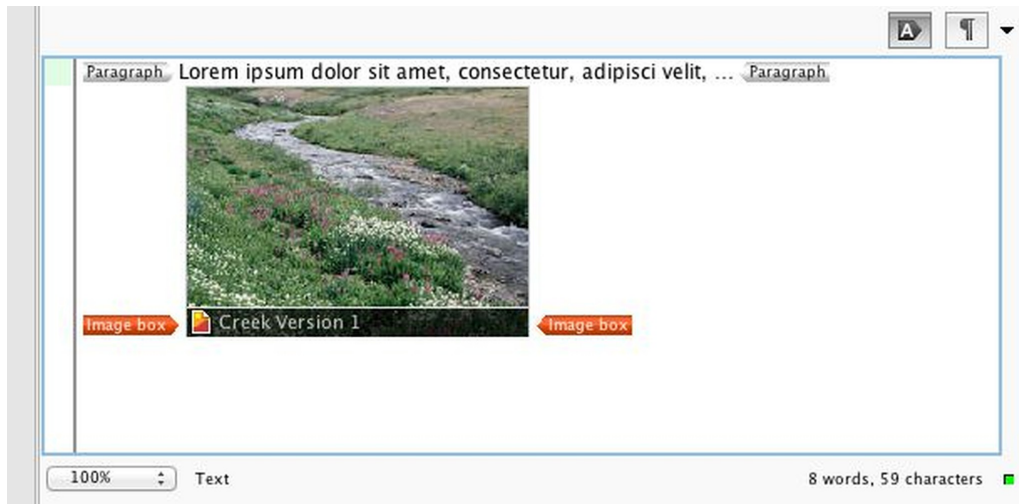 A ¶
Paragraph Lorem ipsum dolor sit amet, consectetur, adipisci velit, ... Paragraph
Image box Creek Version 1 Image box
100% Text 8 words, 59 characters